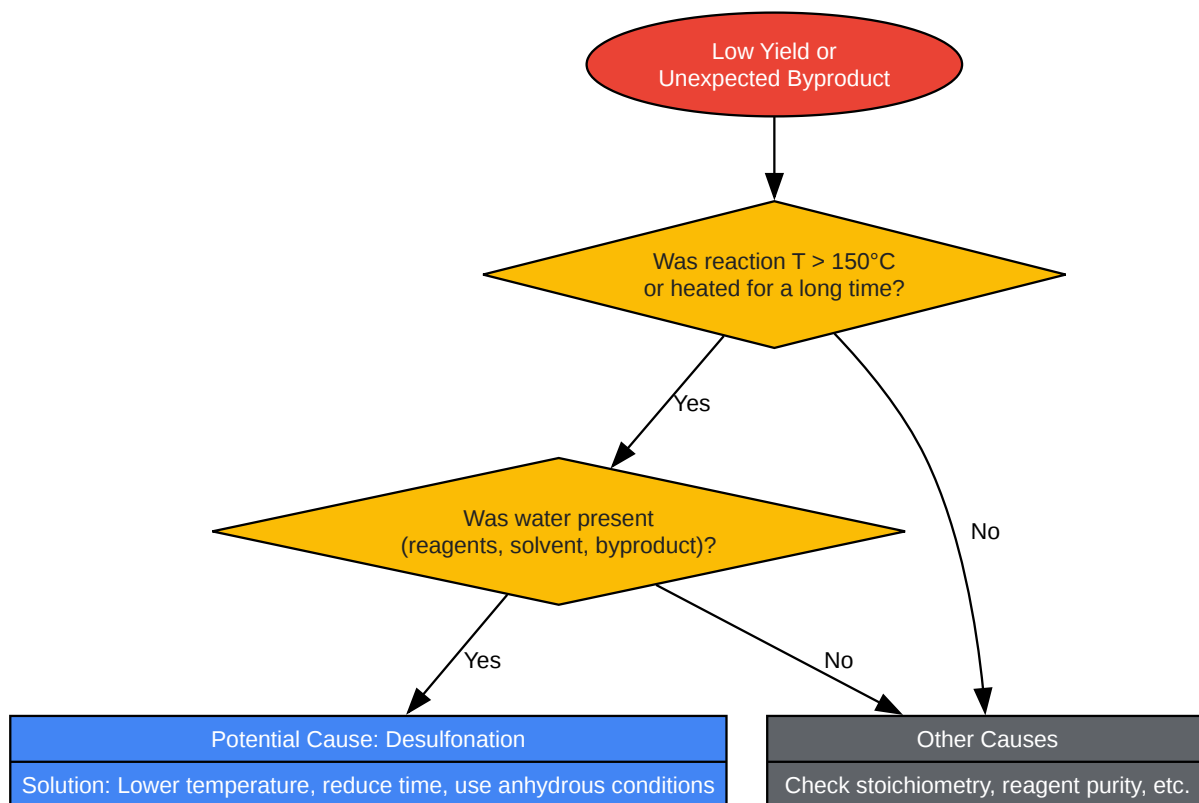 Low Yield or
Unexpected Byproduct
Was reaction T > 150°C
or heated for a long time?
Yes
Was water present
(reagents, solvent, byproduct)?
No
Yes
No
Potential Cause: Desulfonation
Solution: Lower temperature, reduce time, use anhydrous conditions
Other Causes
Check stoichiometry, reagent purity, etc.